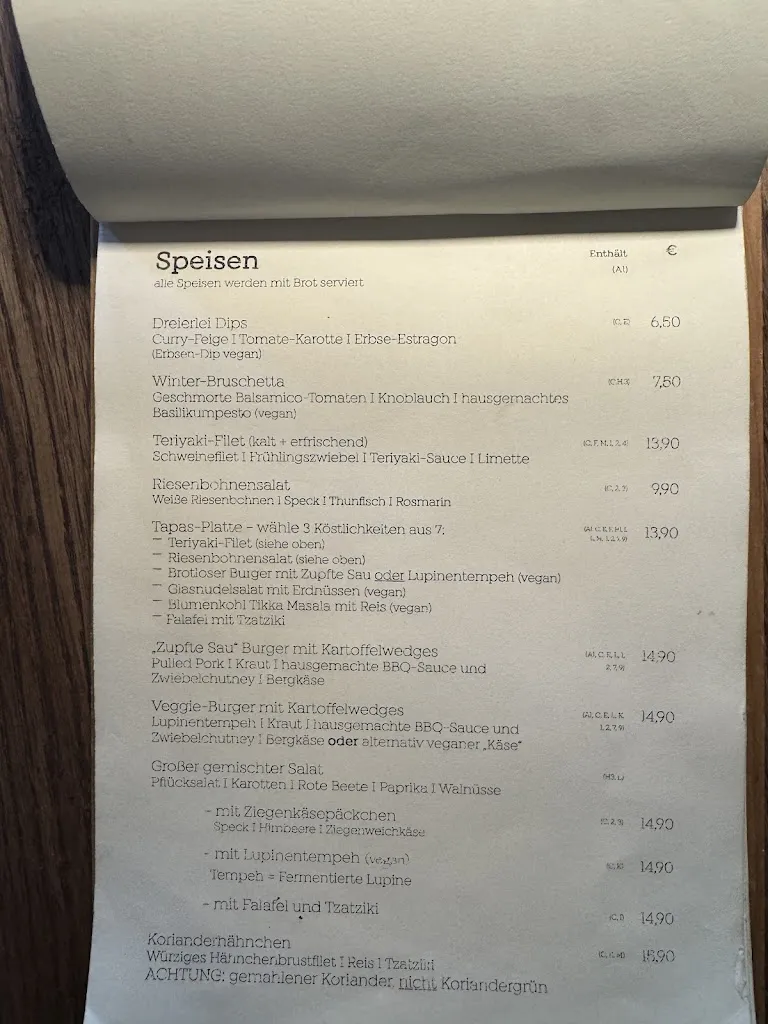 Speisen Enthält €
alle Speisen werden mit Brot serviert (A1)
Dreierlei Dips (C, E) 6,50
Curry-Feige I Tomate-Karotte I Erbse-Estragon
(Erbsen-Dip vegan)
Winter-Bruschetta 7,50
Geschmorte Balsamico-Tomaten I Knoblauch I hausgemachtes
Basilikumpesto (vegan)
Teriyaki-Filet (kalt + erfrischend) 13,90
Schweinefilet I Frühlingszwiebel I Teriyaki-Sauce I Limette
Riesenbohnensalat 9,90
Weiße Riesenbohnen I Speck I Thunfisch I Rosmarin
Tapas-Platte - wähle 3 Köstlichkeiten aus 7: 13,90
- Teriyaki-Filet (siehe oben)
- Riesenbohnensalat (siehe oben)
- Brotloser Burger mit Zupfte Sau oder Lupinentempeh (vegan)
- Glasnudelsalat mit Erdnüssen (vegan)
- Blumenkohl Tikka Masala mit Reis (vegan)
- Falafel mit Tzatziki
„Zupfte Sau" Burger mit Kartoffelwedges 14,90
Pulled Pork I Kraut I hausgemachte BBQ-Sauce und
Zwiebelchutney I Bergkäse
Veggie-Burger mit Kartoffelwedges 14,90
Lupinentempeh I Kraut I hausgemachte BBQ-Sauce und
Zwiebelchutney I Bergkäse oder alternativ veganer „Käse"
Großer gemischter Salat
Pflücksalat I Karotten I Rote Beete I Paprika I Walnüsse
- mit Ziegenkäsepäckchen 14,90
Speck I Himbeere I Ziegenweichkäse
- mit Lupinentempeh (vegan) 14,90
Tempeh = Fermentierte Lupine
- mit Falafel und Tzatziki 14,90
Korianderhähnchen 15,90
Würziges Hähnchenbrustfilet I Reis I Tzatziki
ACHTUNG: gemahlener Koriander, nicht Koriandergrün